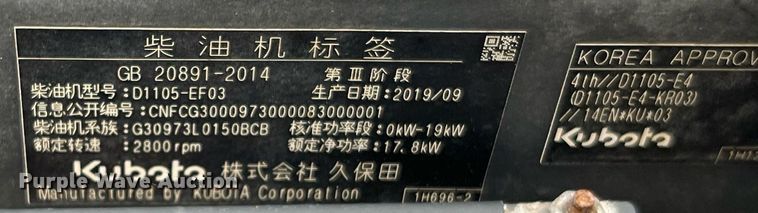 柴油机标签
GB 20891-2014 第Ⅲ阶段
柴油机型号: D1105-EF03 生产日期: 2019/09
信息公开编号: CNFCG3000973000083000001
柴油机系族: G30973L0150BCB 核准功率段: 0kW-19kW
额定转速: 2800rpm 额定净功率: 17.8kW
Kubota 株式会社 久保田
Manufactured by KUBOTA Corporation 1H696-2
KOREA APPROV
4th//D1105-E4
(D1105-E4-KR03)
//14EN*KU*03
Kubota
Purple Wave Auction